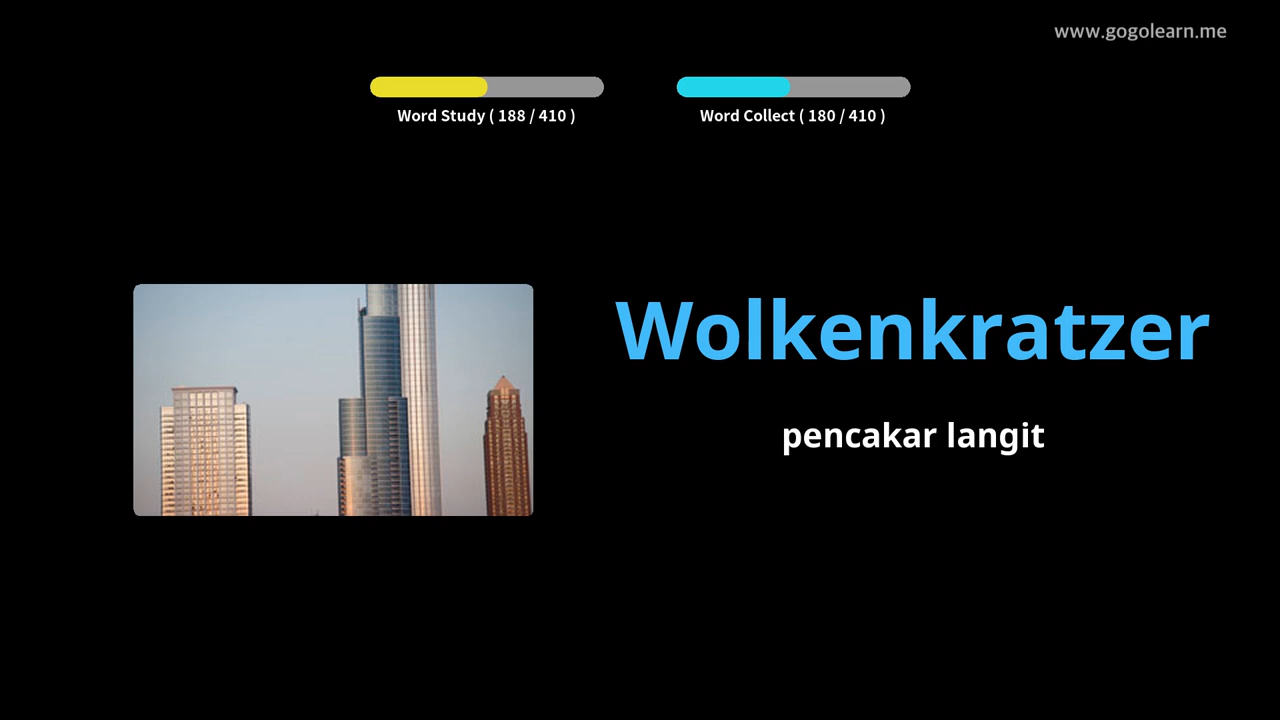 www.gogolearn.me
Word Study ( 188 / 410 )
Word Collect ( 180 / 410 )
Wolkenkratzer
pencakar langit